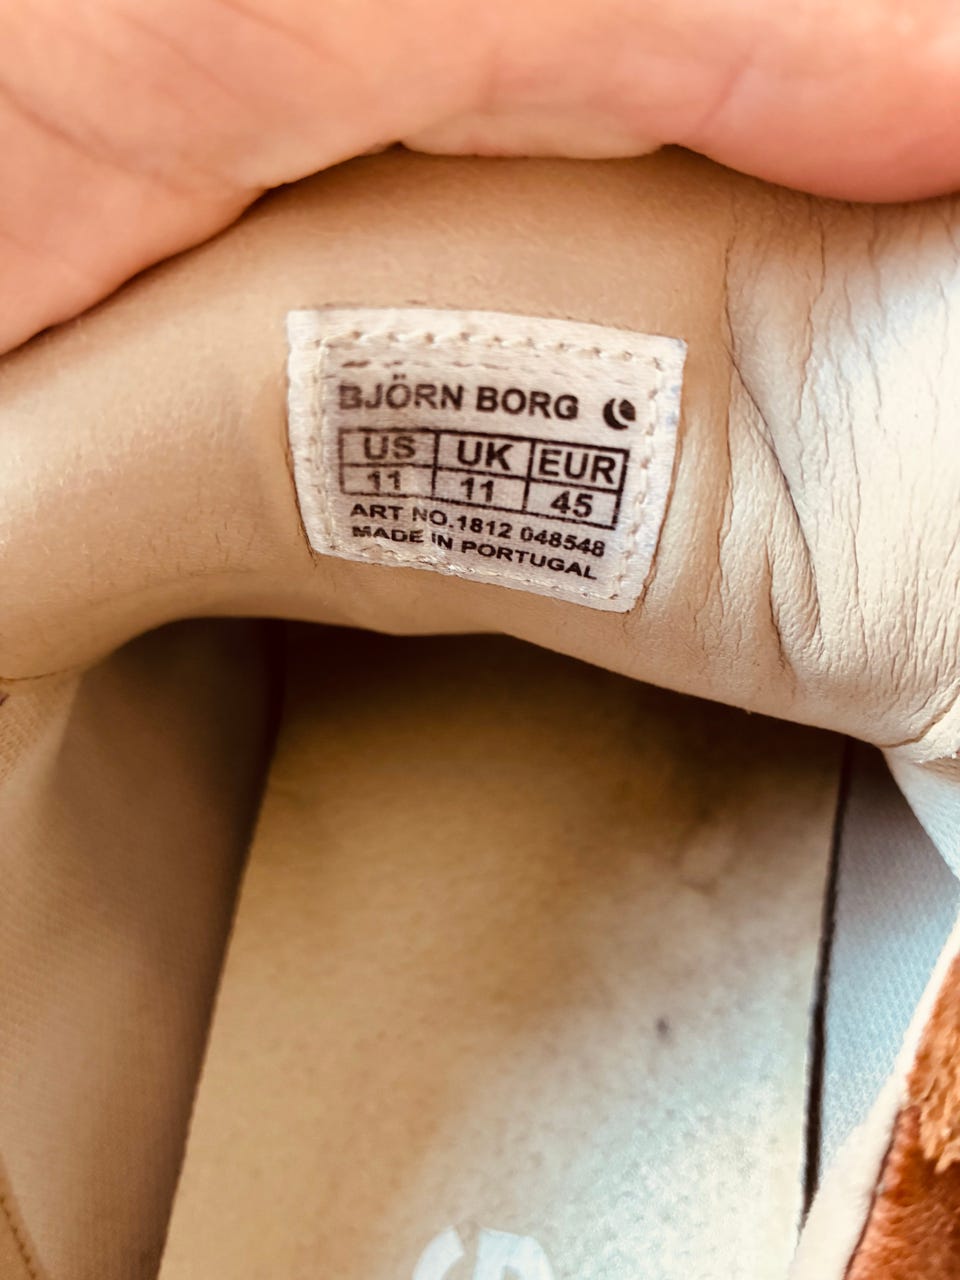 BJÖRN BORG
US UK EUR
11 11 45
ART NO.1812 048548
MADE IN PORTUGAL